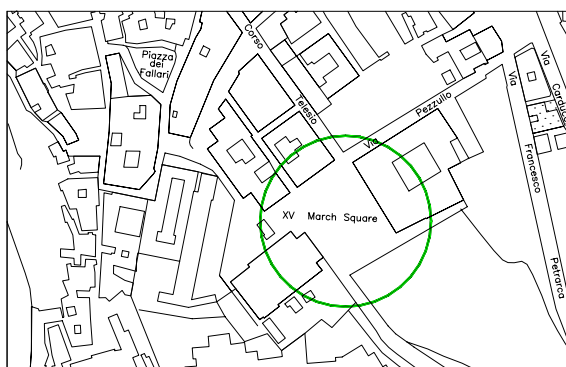 Corso
Telesio
Piazza
dei
Fallari
Via
Pezzullo
Via
Francesco
Petrarca
Via
Carducci
XV March Square